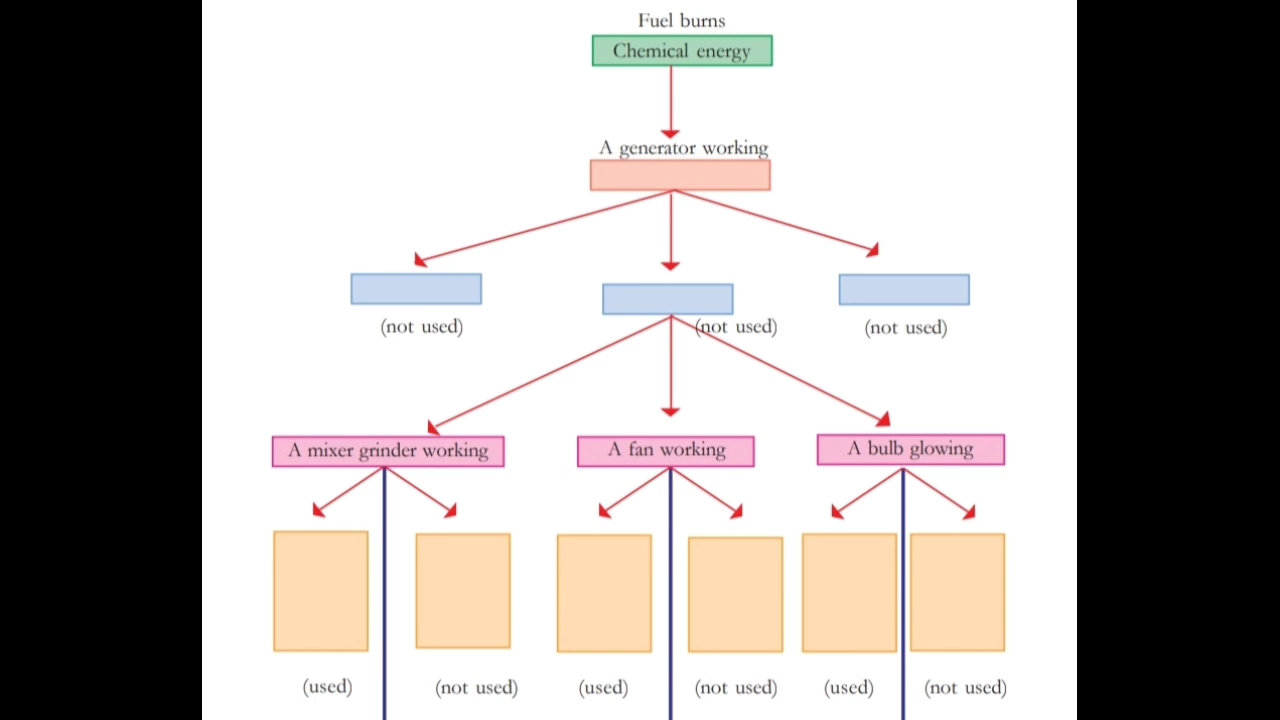 Fuel burns
Chemical energy
A generator working
(not used)
(not used)
(not used)
A mixer grinder working
A fan working
A bulb glowing
(used)
(not used)
(used)
(not used)
(used)
(not used)